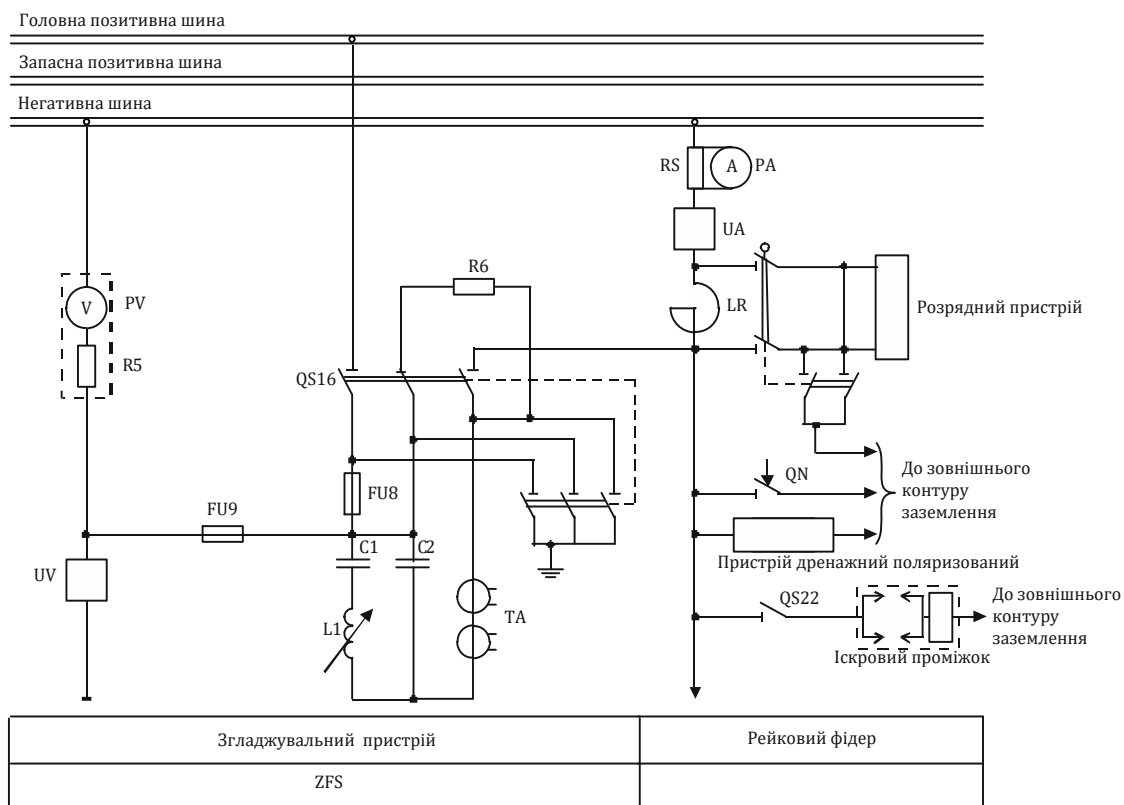 Головна позитивна шина
Запасна позитивна шина
Негативна шина
RS
A
PA
UA
R6
V
PV
LR
Розрядний пристрій
R5
QS16
До зовнішнього
контуру
заземлення
QN
FU8
FU9
C1
C2
Пристрій дренажний поляризований
UV
QS22
До зовнішнього
контуру
заземлення
L1
TA
Іскровий проміжок
Згладжувальний пристрій
Рейковий фідер
ZFS